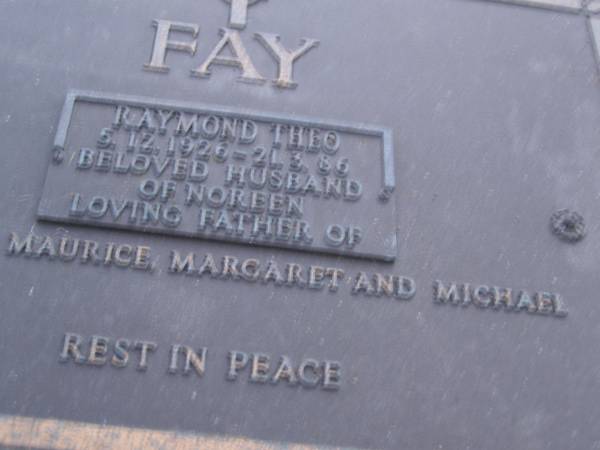 FAY
RAYMOND THEO
5.12.1926-21.3.86
BELOVED HUSBAND
OF NOREEN
LOVING FATHER OF
MAURICE, MARGARET AND MICHAEL
REST IN PEACE